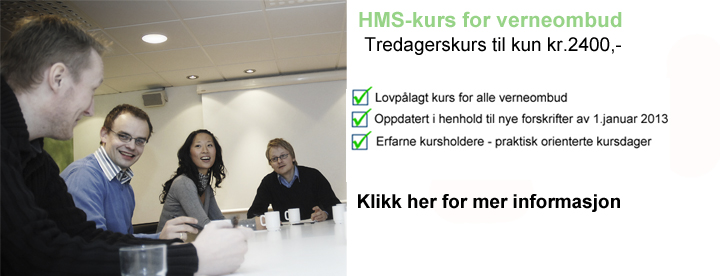 HMS-kurs for verneombud
Tredagerskurs til kun kr.2400,-
Lovpålagt kurs for alle verneombud
Oppdatert i henhold til nye forskrifter av 1.januar 2013
Erfarne kursholdere - praktisk orienterte kursdager
Klikk her for mer informasjon